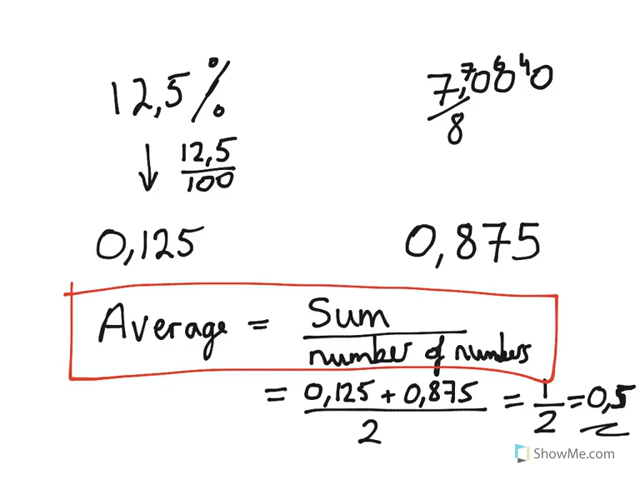 12,5%
7,⁷0⁶0⁴0
8
12,5
100
0,125
0,875
Average = Sum
number of numbers
= 0,125 + 0,875 = 1 = 0,5
2 2
ShowMe.com